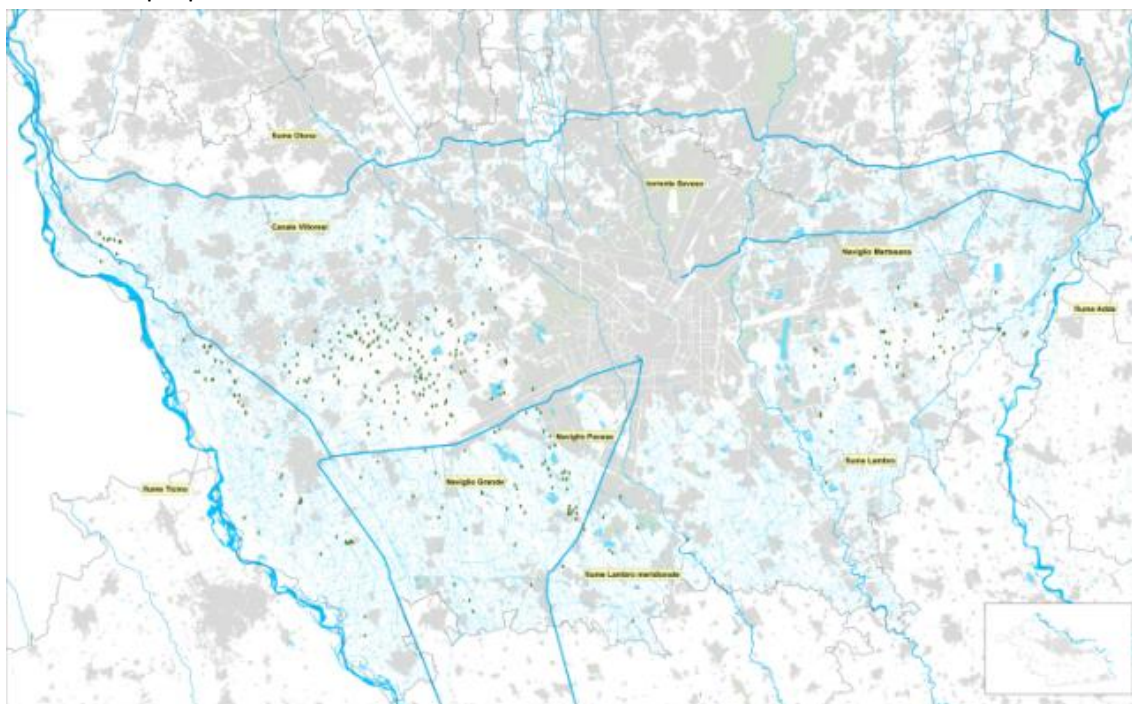 fiume Olona
torrente Seveso
Canale Villoresi
Naviglio Martesana
fiume Adda
Naviglio Pavese
fiume Lambro
Naviglio Grande
fiume Ticino
fiume Lambro meridionale